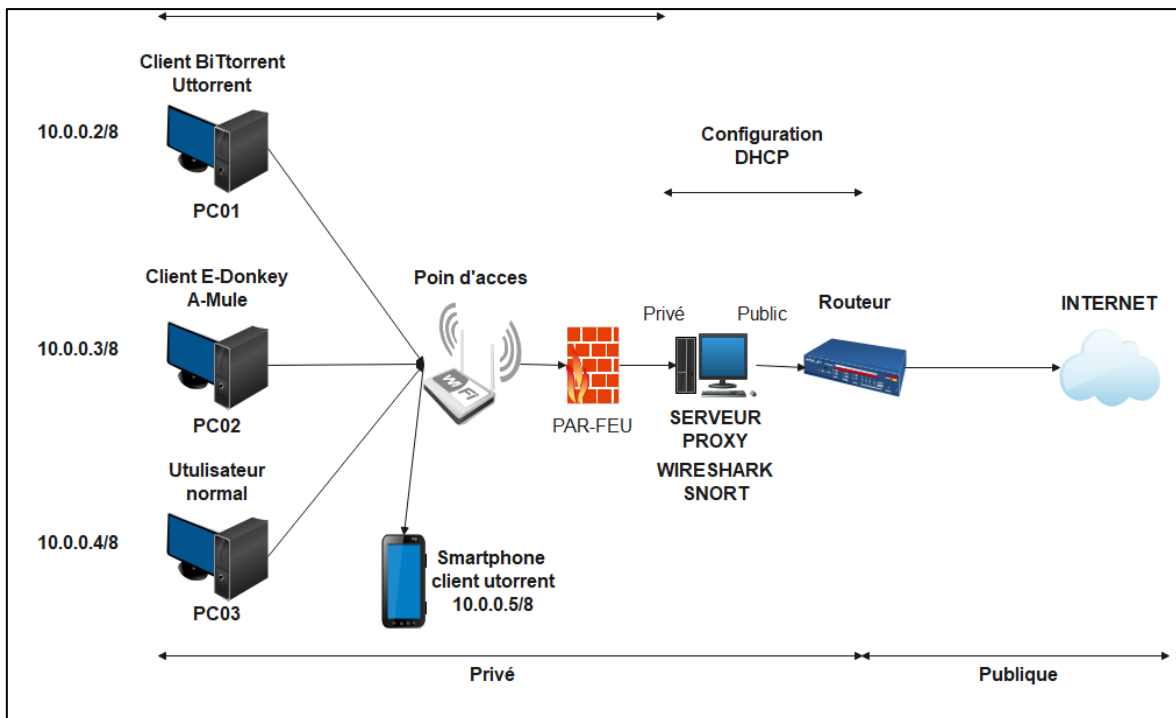 Client BiTtorrent
Uttorrent
10.0.0.2/8
PC01
Configuration
DHCP
Client E-Donkey
A-Mule
10.0.0.3/8
PC02
Poin d'acces
WIFI
PAR-FEU
Privé
Public
SERVEUR
PROXY
WIRESHARK
SNORT
Routeur
INTERNET
Utulisateur
normal
10.0.0.4/8
PC03
Smartphone
client utorrent
10.0.0.5/8
Privé
Publique